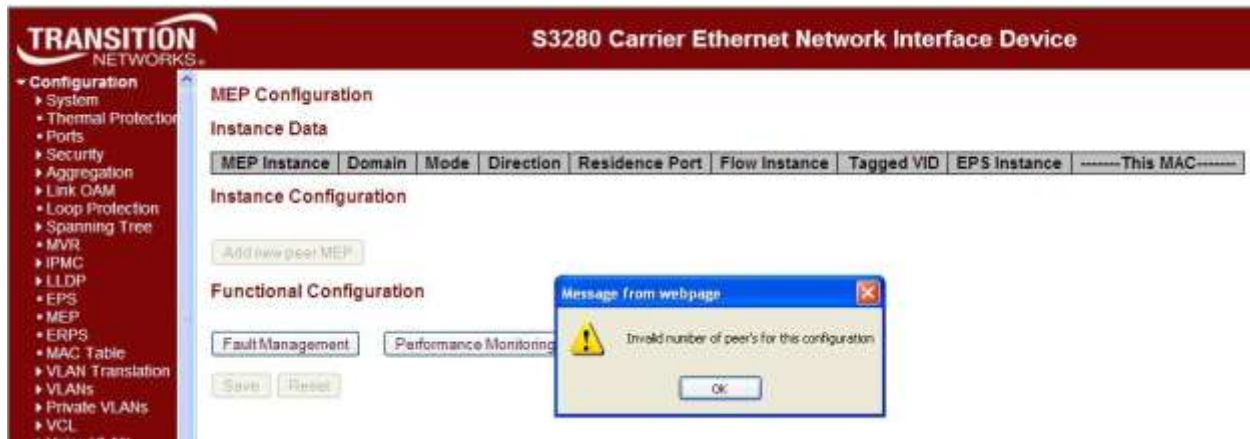 TRANSITION
NETWORKS®
S3280 Carrier Ethernet Network Interface Device
Configuration
System
Thermal Protection
Ports
Security
Aggregation
Link OAM
Loop Protection
Spanning Tree
MVR
IPMC
LLDP
EPS
MEP
ERPS
MAC Table
VLAN Translation
VLANs
Private VLANs
VCL
MEP Configuration
Instance Data
MEP Instance Domain Mode Direction Residence Port Flow Instance Tagged VID EPS Instance -------This MAC-------
Instance Configuration
Add new peer MEP
Functional Configuration
Fault Management Performance Monitoring
Save Reset
Message from webpage
Invalid number of peer's for this configuration
OK